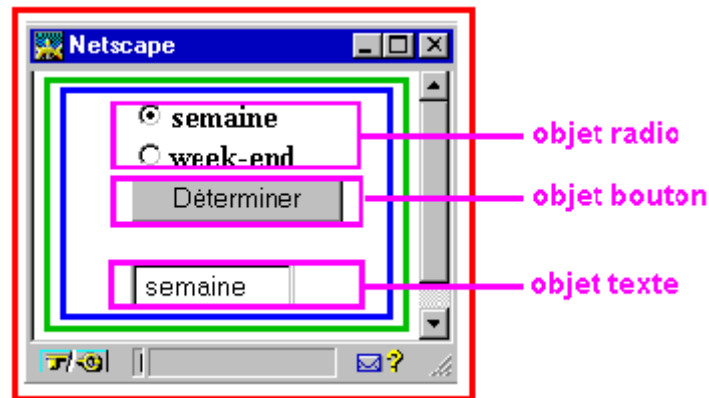 Netscape
semaine
week-end
objet radio
Déterminer
objet bouton
semaine
objet texte